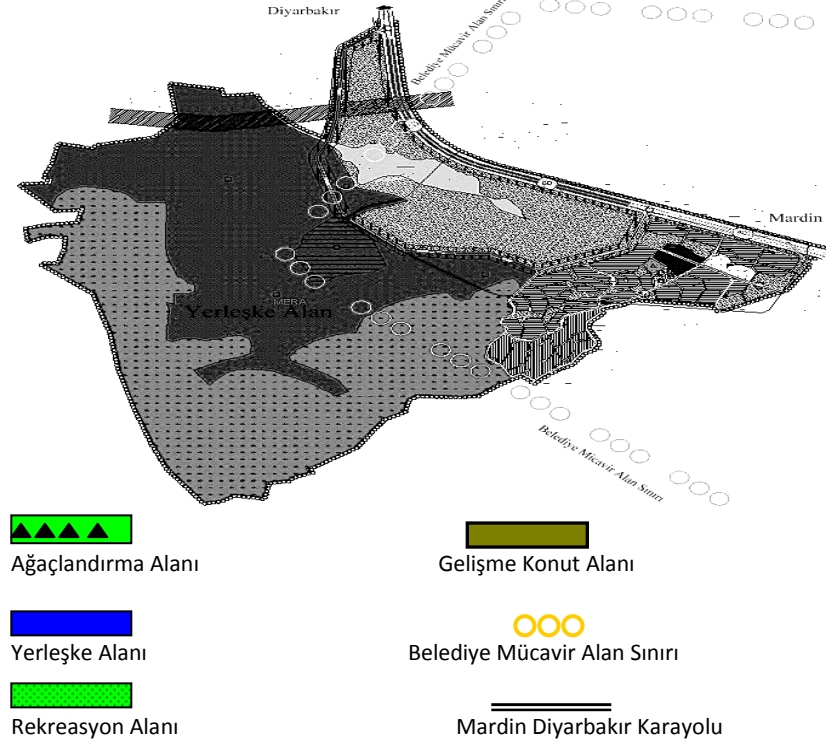 Diyarbakır
Belediye Mücavir Alan Sınırı
Mardin
MERA
Yerleşke Alan
Belediye Mücavir Alan Sınırı
Ağaçlandırma Alanı
Gelişme Konut Alanı
Yerleşke Alanı
Belediye Mücavir Alan Sınırı
Rekreasyon Alanı
Mardin Diyarbakır Karayolu